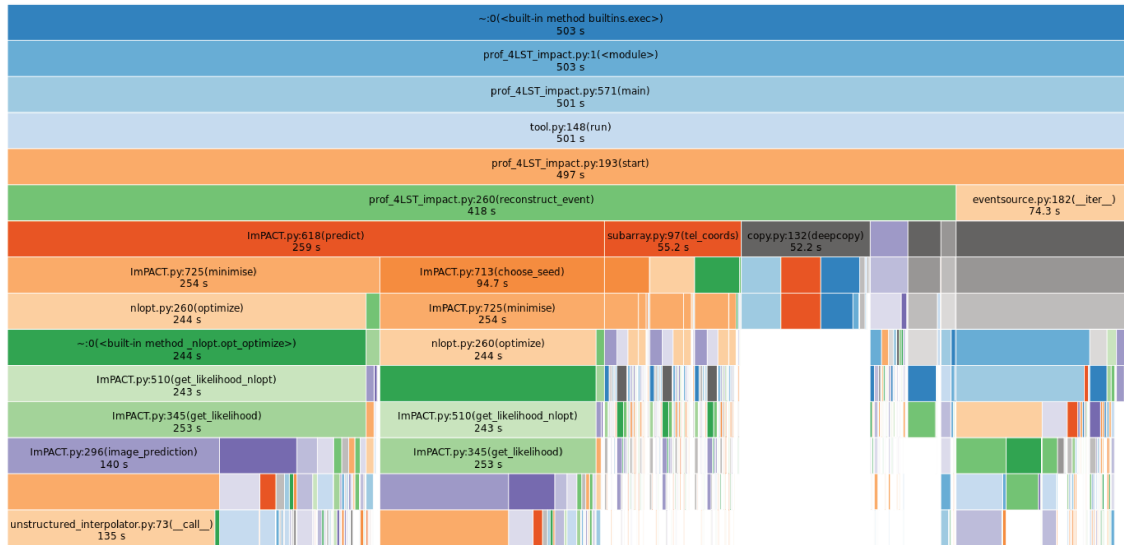 ~:0(<built-in method builtins.exec>)
503 s
prof_4LST_impact.py:1(<module>)
503 s
prof_4LST_impact.py:571(main)
501 s
tool.py:148(run)
501 s
prof_4LST_impact.py:193(start)
497 s
prof_4LST_impact.py:260(reconstruct_event)
418 s
eventsource.py:182(__iter__)
74.3 s
ImPACT.py:618(predict)
259 s
subarray.py:97(tel_coords)
55.2 s
copy.py:132(deepcopy)
52.2 s
ImPACT.py:725(minimise)
254 s
ImPACT.py:713(choose_seed)
94.7 s
nlopt.py:260(optimize)
244 s
ImPACT.py:725(minimise)
254 s
~:0(<built-in method _nlopt.opt_optimize>)
244 s
nlopt.py:260(optimize)
244 s
ImPACT.py:510(get_likelihood_nlopt)
243 s
ImPACT.py:345(get_likelihood)
253 s
ImPACT.py:510(get_likelihood_nlopt)
243 s
ImPACT.py:296(image_prediction)
140 s
ImPACT.py:345(get_likelihood)
253 s
unstructured_interpolator.py:73(__call__)
135 s